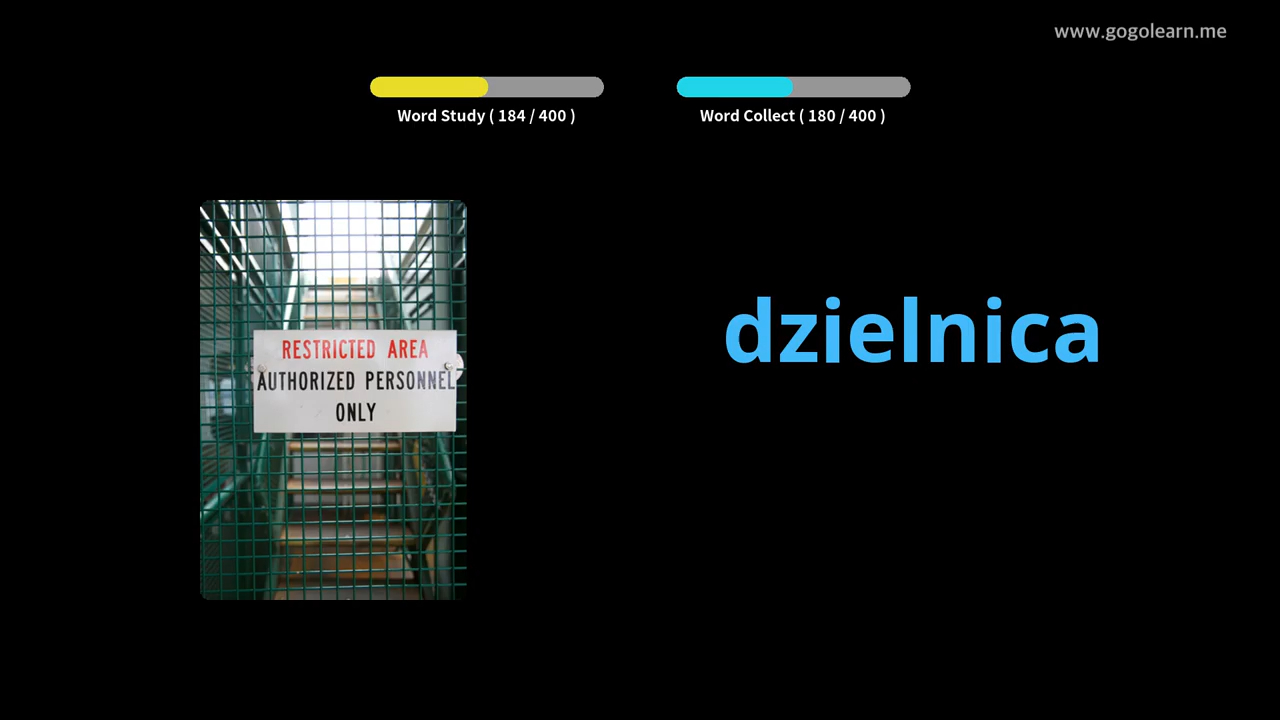 www.gogolearn.me
Word Study ( 184 / 400 )
Word Collect ( 180 / 400 )
RESTRICTED AREA
AUTHORIZED PERSONNEL
ONLY
dzielnica